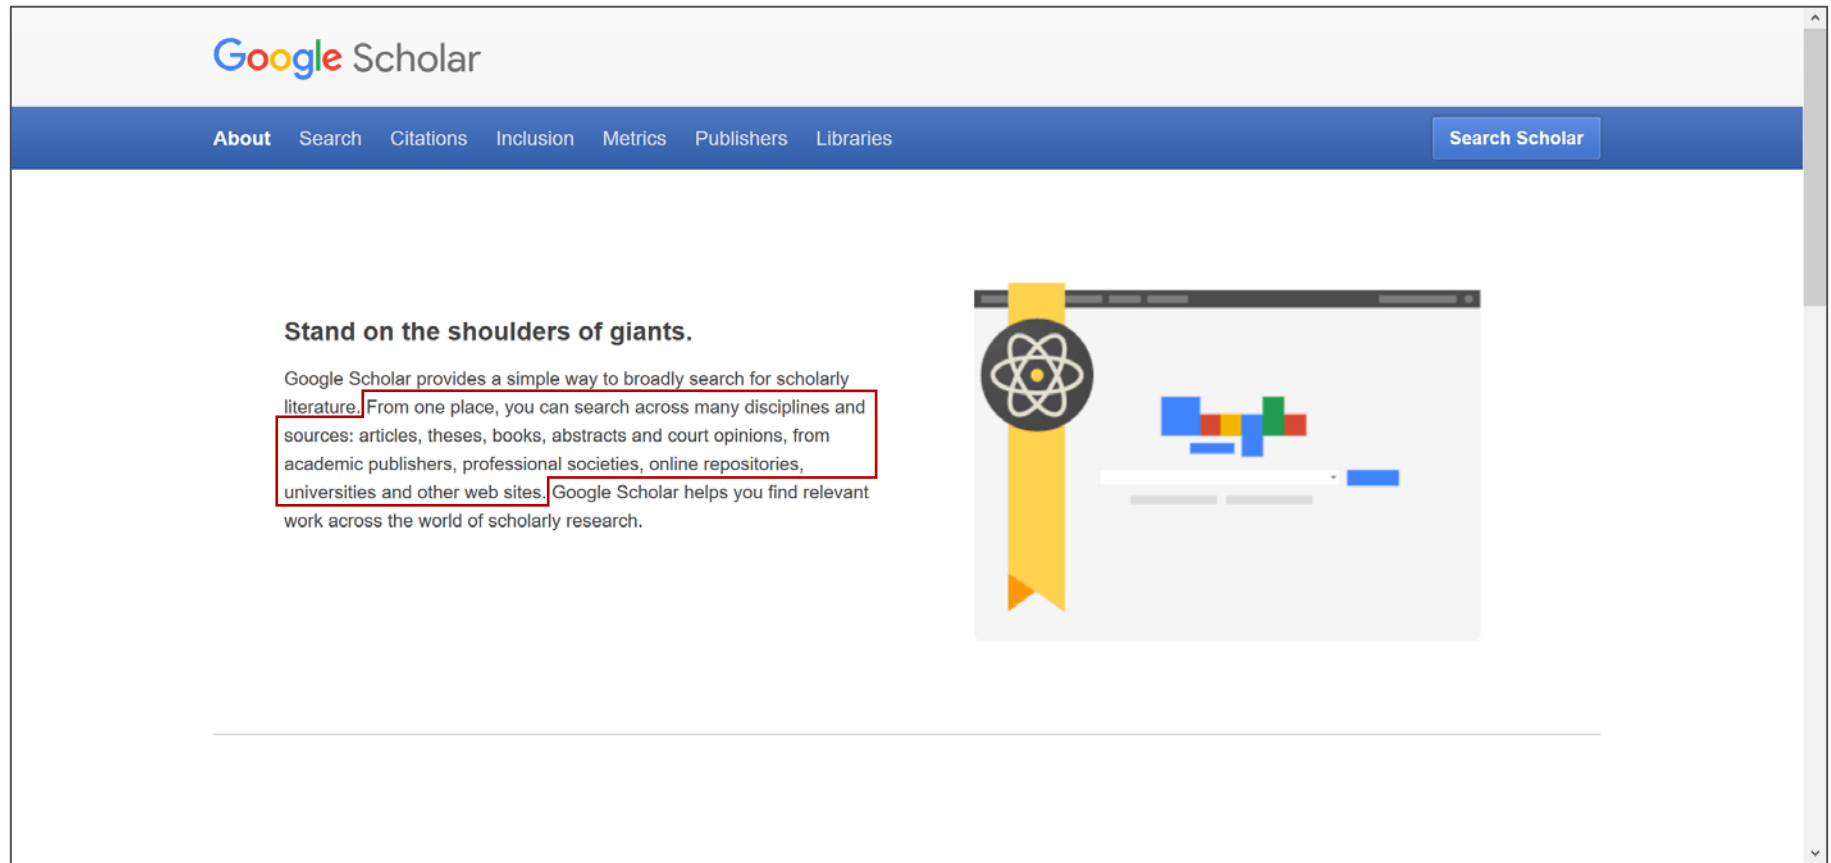 Google Scholar
About Search Citations Inclusion Metrics Publishers Libraries Search Scholar
Stand on the shoulders of giants.
Google Scholar provides a simple way to broadly search for scholarly
literature. From one place, you can search across many disciplines and
sources: articles, theses, books, abstracts and court opinions, from
academic publishers, professional societies, online repositories,
universities and other web sites. Google Scholar helps you find relevant
work across the world of scholarly research.